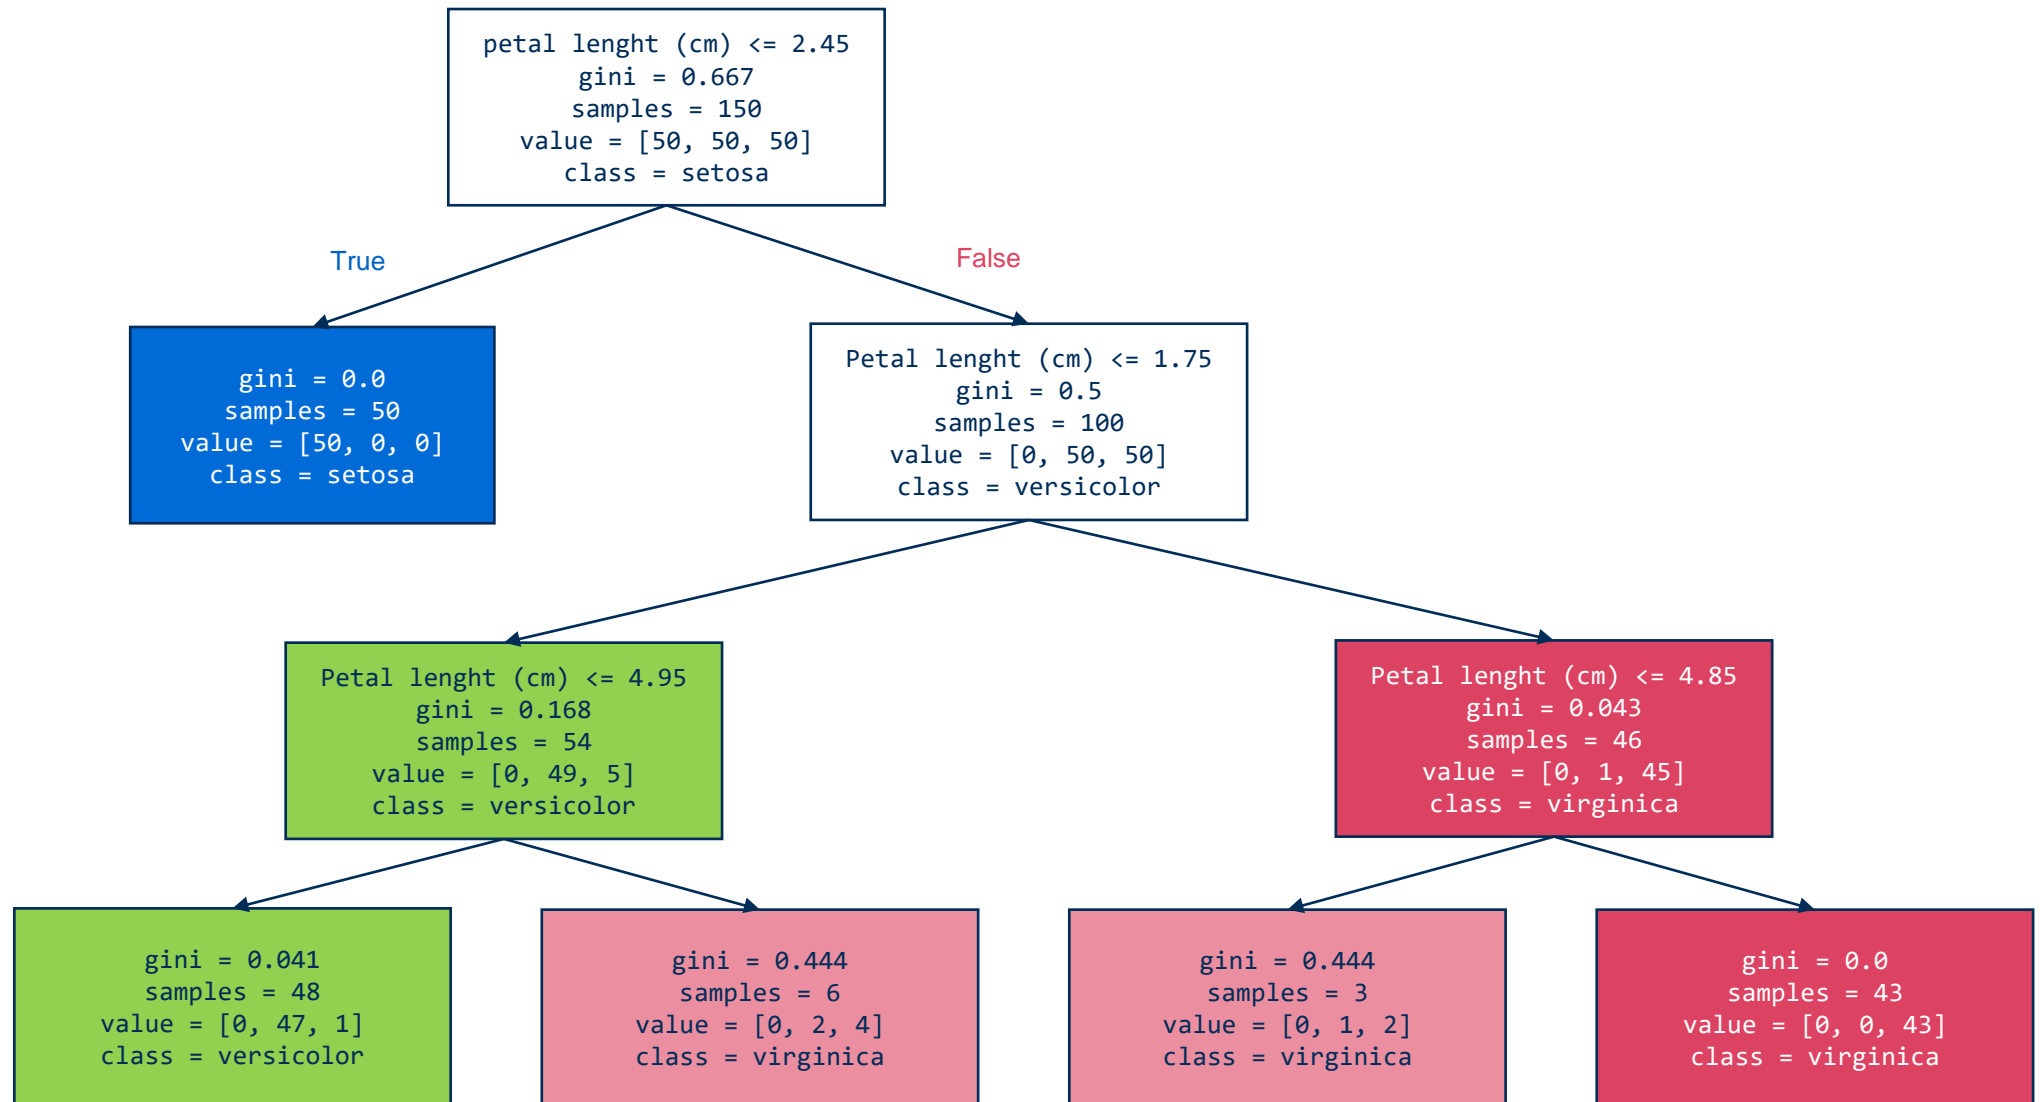 petal lenght (cm) <= 2.45
gini = 0.667
samples = 150
value = [50, 50, 50]
class = setosa
True
False
gini = 0.0
samples = 50
value = [50, 0, 0]
class = setosa
Petal lenght (cm) <= 1.75
gini = 0.5
samples = 100
value = [0, 50, 50]
class = versicolor
Petal lenght (cm) <= 4.95
gini = 0.168
samples = 54
value = [0, 49, 5]
class = versicolor
Petal lenght (cm) <= 4.85
gini = 0.043
samples = 46
value = [0, 1, 45]
class = virginica
gini = 0.041
samples = 48
value = [0, 47, 1]
class = versicolor
gini = 0.444
samples = 6
value = [0, 2, 4]
class = virginica
gini = 0.444
samples = 3
value = [0, 1, 2]
class = virginica
gini = 0.0
samples = 43
value = [0, 0, 43]
class = virginica